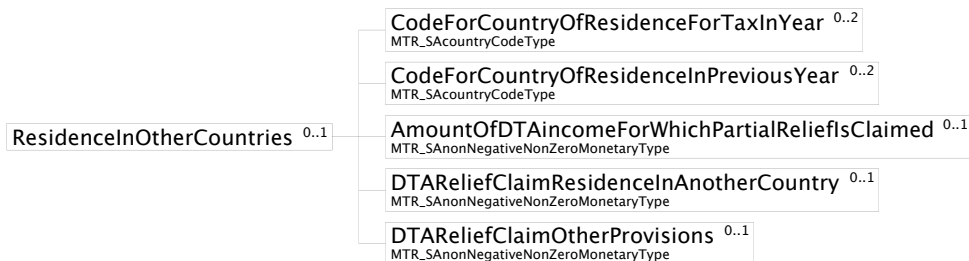 CodeForCountryOfResidenceForTaxInYear 0..2
MTR_SAcountryCodeType
CodeForCountryOfResidenceInPreviousYear 0..2
MTR_SAcountryCodeType
ResidenceInOtherCountries 0..1
AmountOfDTAincomeForWhichPartialReliefIsClaimed 0..1
MTR_SAnonNegativeNonZeroMonetaryType
DTAReliefClaimResidenceInAnotherCountry 0..1
MTR_SAnonNegativeNonZeroMonetaryType
DTAReliefClaimOtherProvisions 0..1
MTR_SAnonNegativeNonZeroMonetaryType